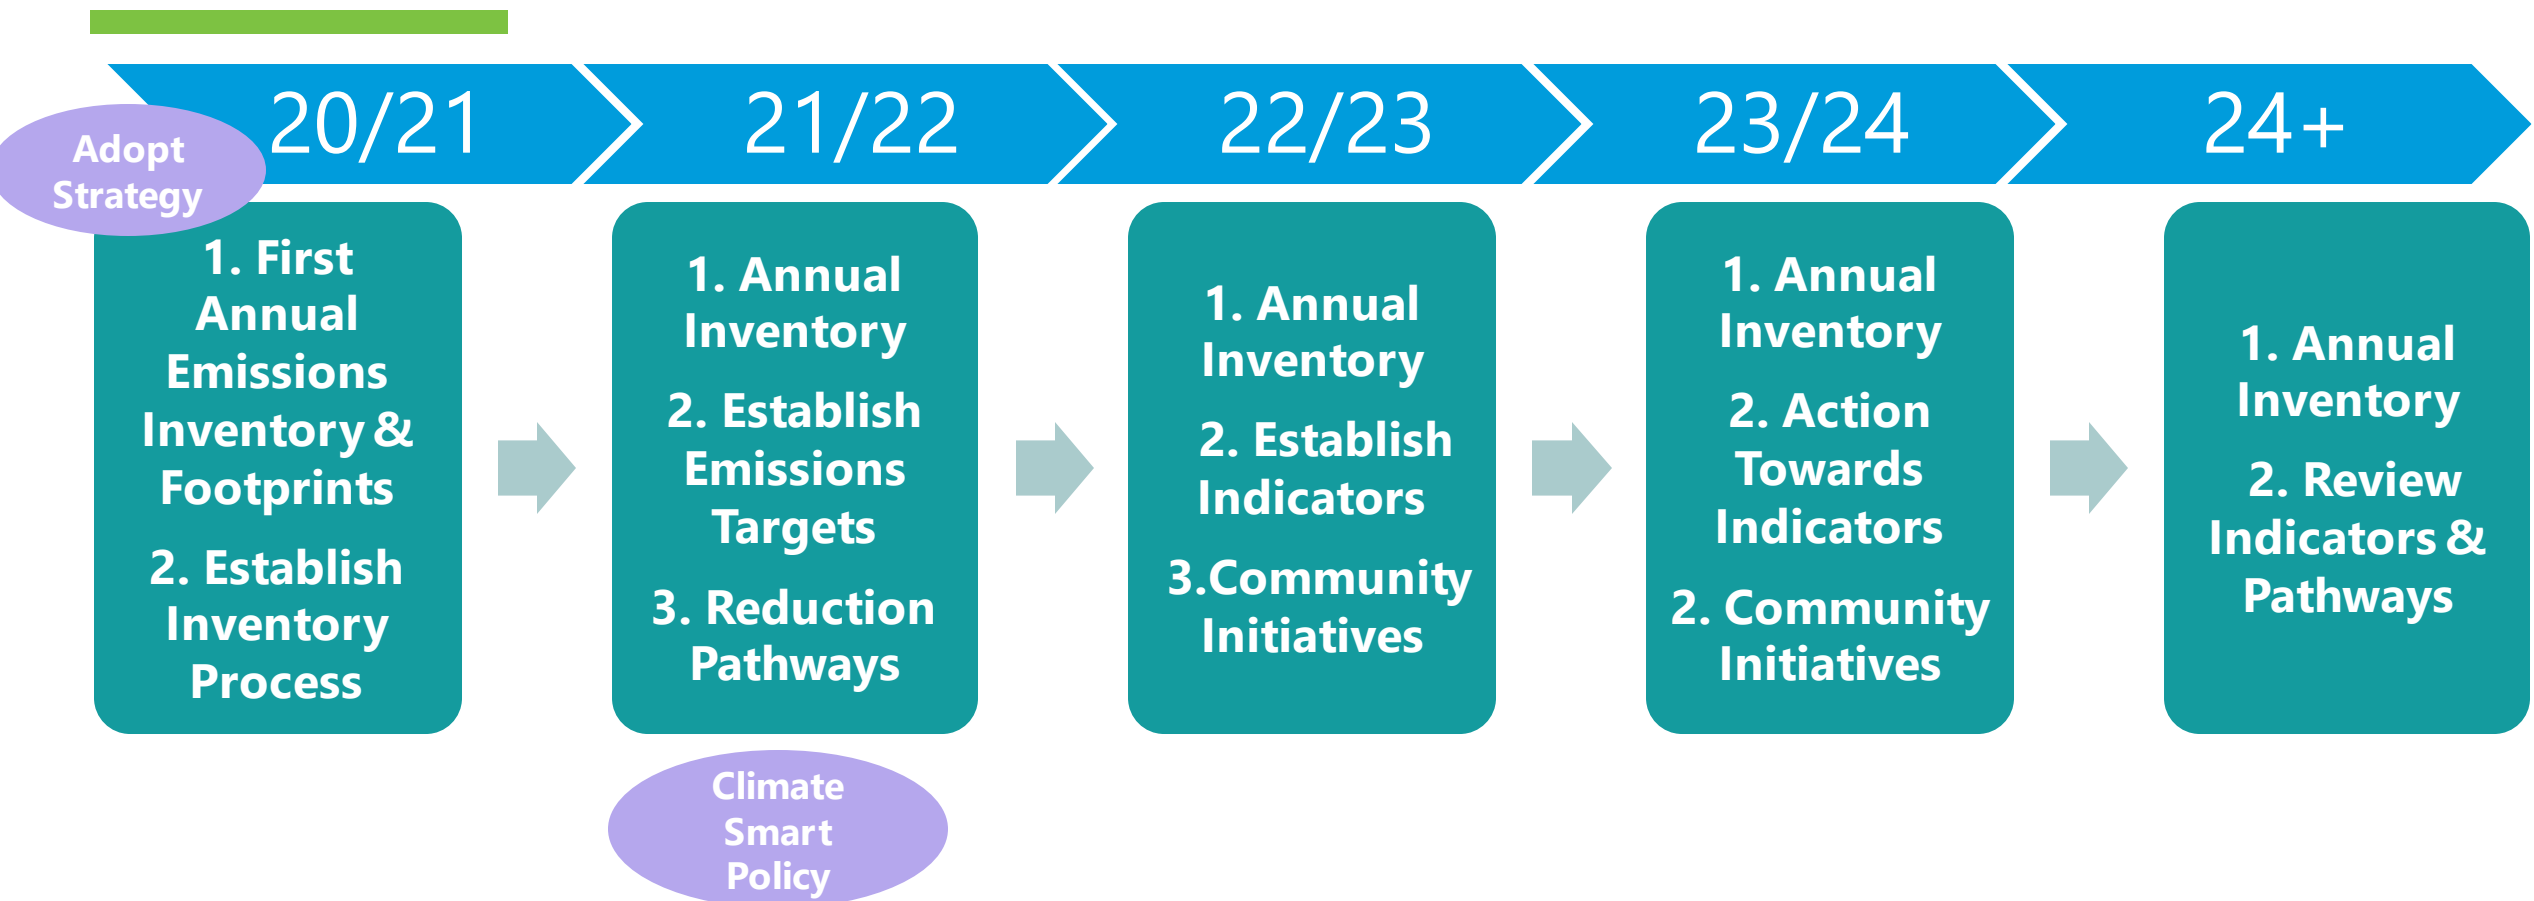 20/21
21/22
22/23
23/24
24+
Adopt
Strategy
1. First
Annual
Emissions
Inventory &
Footprints
2. Establish
Inventory
Process
1. Annual
Inventory
2. Establish
Emissions
Targets
3. Reduction
Pathways
1. Annual
Inventory
2. Establish
Indicators
3.Community
Initiatives
1. Annual
Inventory
2. Action
Towards
Indicators
2. Community
Initiatives
1. Annual
Inventory
2. Review
Indicators &
Pathways
Climate
Smart
Policy